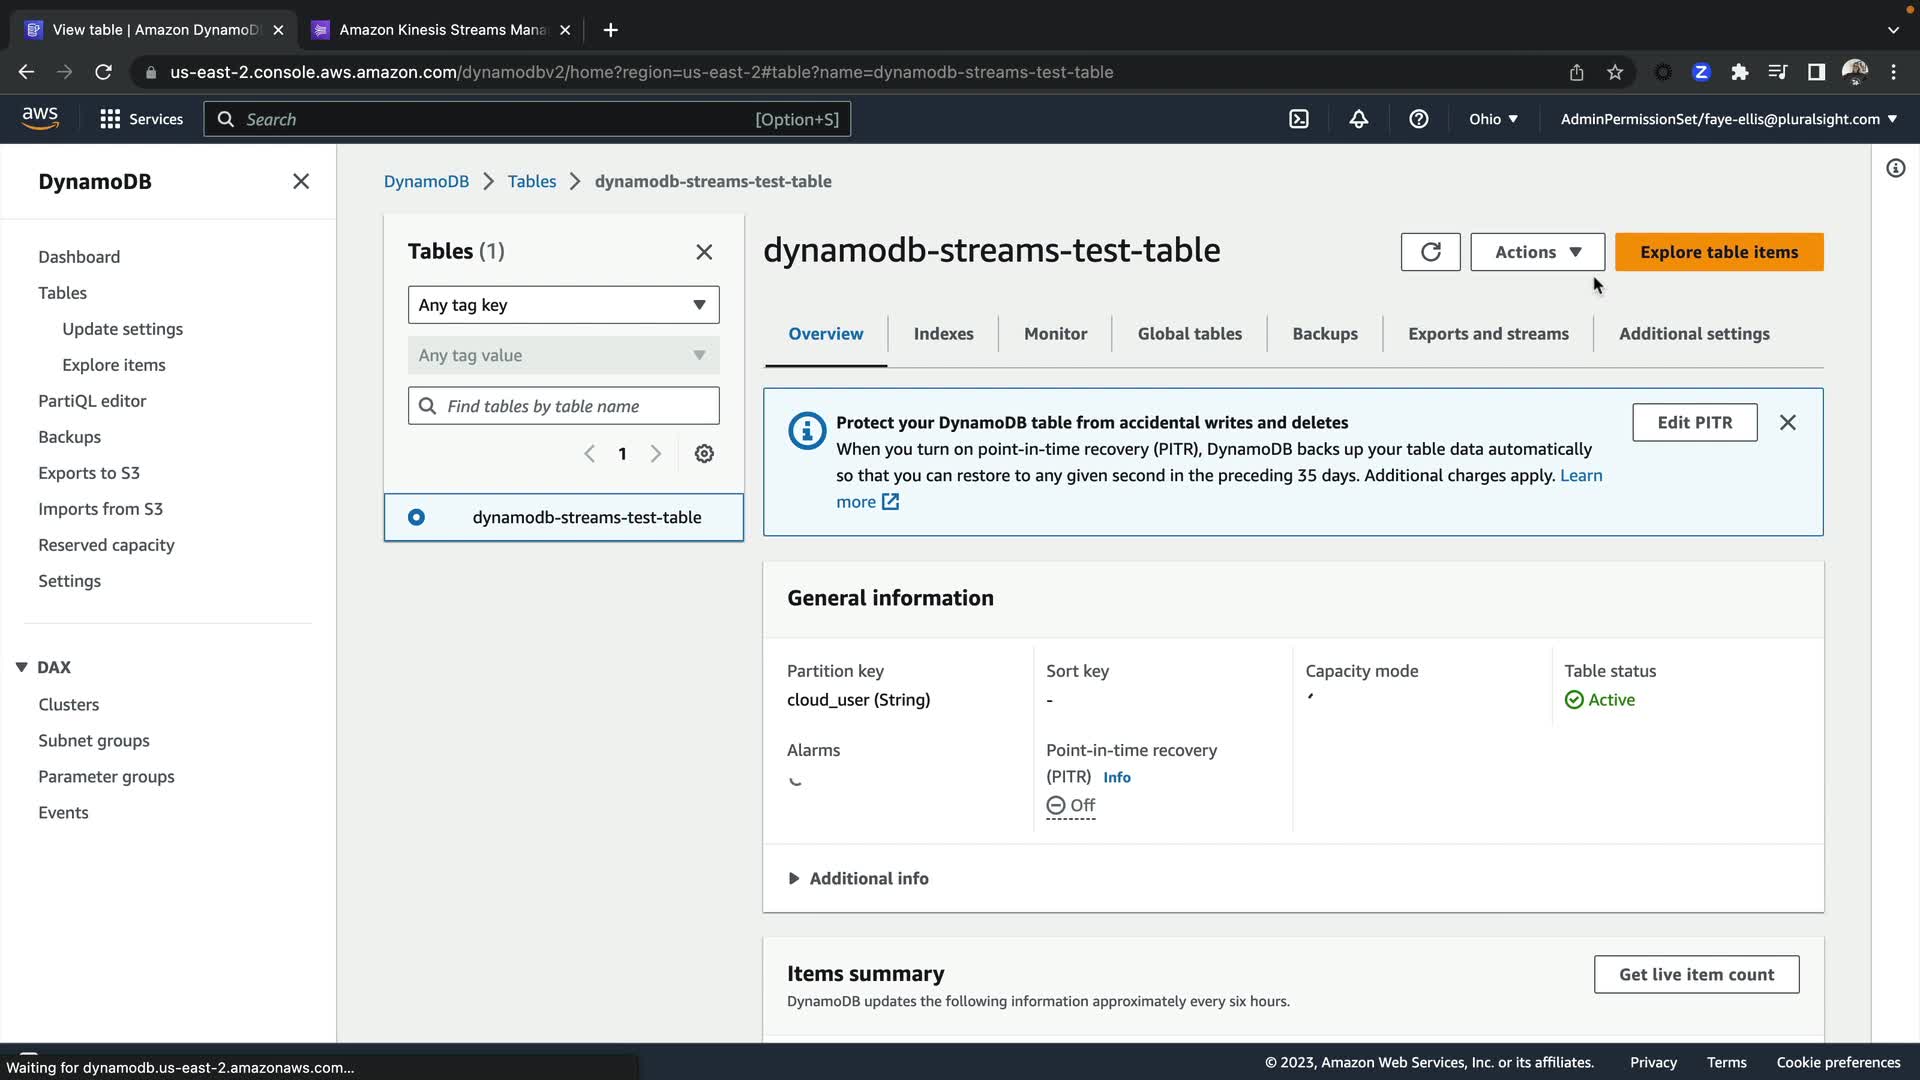 View table | Amazon DynamoD
Amazon Kinesis Streams Mana
us-east-2.console.aws.amazon.com/dynamodbv2/home?region=us-east-2#table?name=dynamodb-streams-test-table
Z
aws
Services
Search
[Option+S]
Ohio
AdminPermissionSet/faye-ellis@pluralsight.com
DynamoDB
Dashboard
Tables
Update settings
Explore items
PartiQL editor
Backups
Exports to S3
Imports from S3
Reserved capacity
Settings
DAX
Clusters
Subnet groups
Parameter groups
Events
DynamoDB
Tables
dynamodb-streams-test-table
Tables (1)
Any tag key
Any tag value
Find tables by table name
1
dynamodb-streams-test-table
dynamodb-streams-test-table
Actions
Explore table items
Overview
Indexes
Monitor
Global tables
Backups
Exports and streams
Additional settings
Protect your DynamoDB table from accidental writes and deletes
When you turn on point-in-time recovery (PITR), DynamoDB backs up your table data automatically
so that you can restore to any given second in the preceding 35 days. Additional charges apply. Learn
more
Edit PITR
General information
Partition key
cloud_user (String)
Sort key
-
Capacity mode
Table status
Active
Alarms
Point-in-time recovery
(PITR) Info
Off
Additional info
Items summary
DynamoDB updates the following information approximately every six hours.
Get live item count
Waiting for dynamodb.us-east-2.amazonaws.com...
© 2023, Amazon Web Services, Inc. or its affiliates.
Privacy
Terms
Cookie preferences